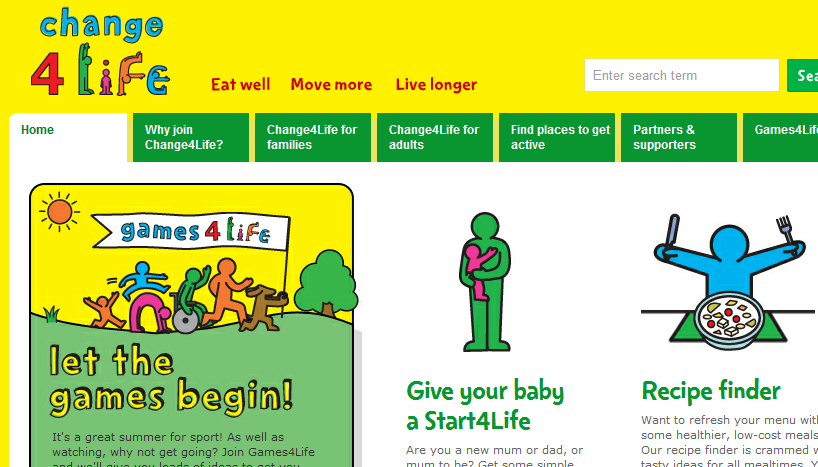 change
4 LiFE
Eat well Move more Live longer
Enter search term
Home
Why join
Change4Life?
Change4Life for
families
Change4Life for
adults
Find places to get
active
Partners &
supporters
games 4 LiFE
let the
games begin!
It's a great summer for sport! As well as
watching, why not get going? Join Games4Life
and we'll give you loads of ideas to get you
Give your baby
a Start4Life
Are you a new mum or dad, or
mum to be? Get some simple
Recipe finder
Want to refresh your menu with
some healthier, low-cost meals
Our recipe finder is crammed
tasty ideas for all mealtimes.